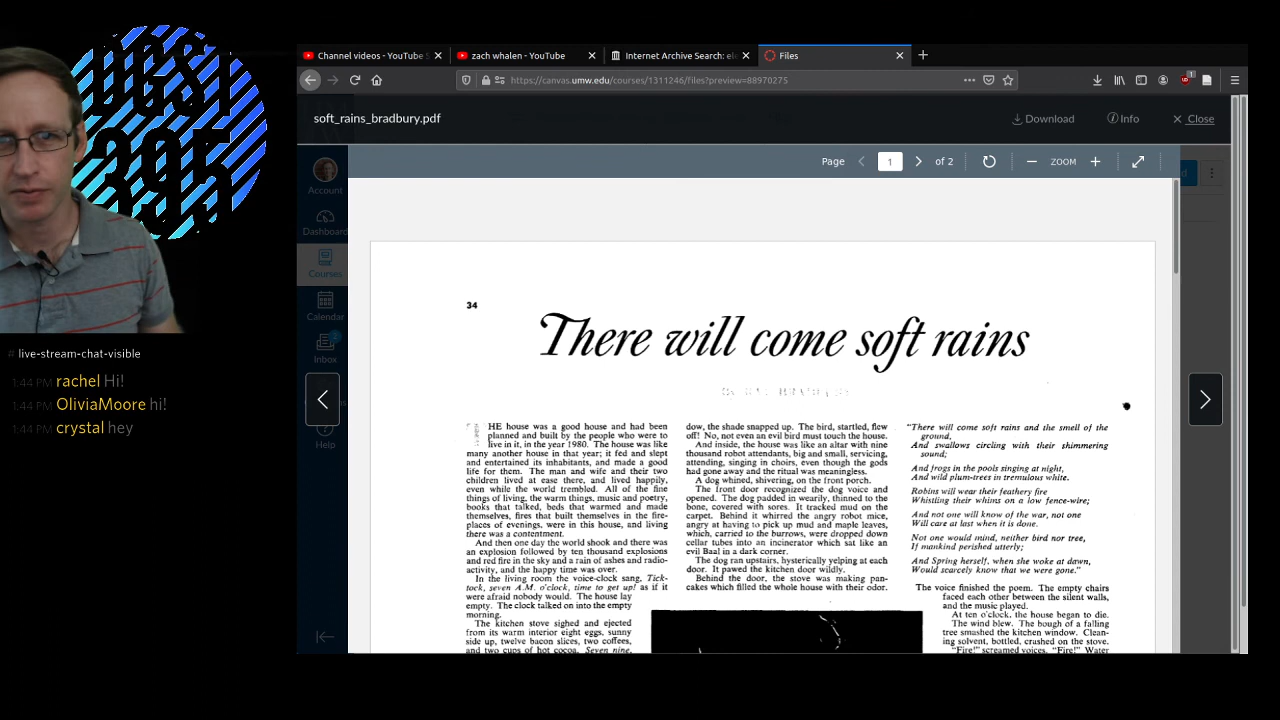 Channel videos - YouTube S
zach whalen - YouTube
Internet Archive Search: ele
Files
https://canvas.umw.edu/courses/1311246/files?preview=88970275
1
soft_rains_bradbury.pdf
Download
Info
Close
Page
1
of 2
ZOOM
Account
Dashboard
Courses
Calendar
Inbox
Help
# live-stream-chat-visible
1:44 PM rachel Hi!
1:44 PM OliviaMoore hi!
1:44 PM crystal hey
34
There will come soft rains
THE house was a good house and had been
planned and built by the people who were to
live in it, in the year 1980. The house was like
many another house in that year; it fed and slept
and entertained its inhabitants, and made a good
life for them. The man and wife and their two
children lived at ease there, and lived happily,
even while the world trembled. All of the fine
things of living, the warm things, music and poetry,
books that talked, beds that warmed and made
themselves, fires that built themselves in the fire-
places of evenings, were in this house, and living
there was a contentment.
And then one day the world shook and there was
an explosion followed by ten thousand explosions
and red fire in the sky and a rain of ashes and radio-
activity, and the happy time was over.
In the living room the voice-clock sang, Tick-
tock, seven A.M. o'clock, time to get up! as if it
were afraid nobody would. The house lay
empty. The clock talked on into the empty
morning.
The kitchen stove sighed and ejected
from its warm interior eight eggs, sunny
side up, twelve bacon slices, two coffees,
and two cups of hot cocoa. Seven nine,
dow, the shade snapped up. The bird, startled, flew
off! No, not even an evil bird must touch the house.
And inside, the house was like an altar with nine
thousand robot attendants, big and small, servicing,
attending, singing in choirs, even though the gods
had gone away and the ritual was meaningless.
A dog whined, shivering, on the front porch.
The front door recognized the dog voice and
opened. The dog padded in wearily, thinned to the
bone, covered with sores. It tracked mud on the
carpet. Behind it whirred the angry robot mice,
angry at having to pick up mud and maple leaves,
which, carried to the burrows, were dropped down
cellar tubes into an incinerator which sat like an
evil Baal in a dark corner.
The dog ran upstairs, hysterically yelping at each
door. It pawed the kitchen door wildly.
Behind the door, the stove was making pan-
cakes which filled the whole house with their odor.
"There will come soft rains and the smell of the
ground,
And swallows circling with their shimmering
sound;
And frogs in the pools singing at night,
And wild plum-trees in tremulous white.
Robins will wear their feathery fire
Whistling their whims on a low fence-wire;
And not one will know of the war, not one
Will care at last when it is done.
Not one would mind, neither bird nor tree,
If mankind perished utterly;
And Spring herself, when she woke at dawn,
Would scarcely know that we were gone."
The voice finished the poem. The empty chairs
faced each other between the silent walls,
and the music played.
At ten o'clock, the house began to die.
The wind blew. The bough of a falling
tree smashed the kitchen window. Clean-
ing solvent, bottled, crashed on the stove.
"Fire!" screamed voices. "Fire!" Water